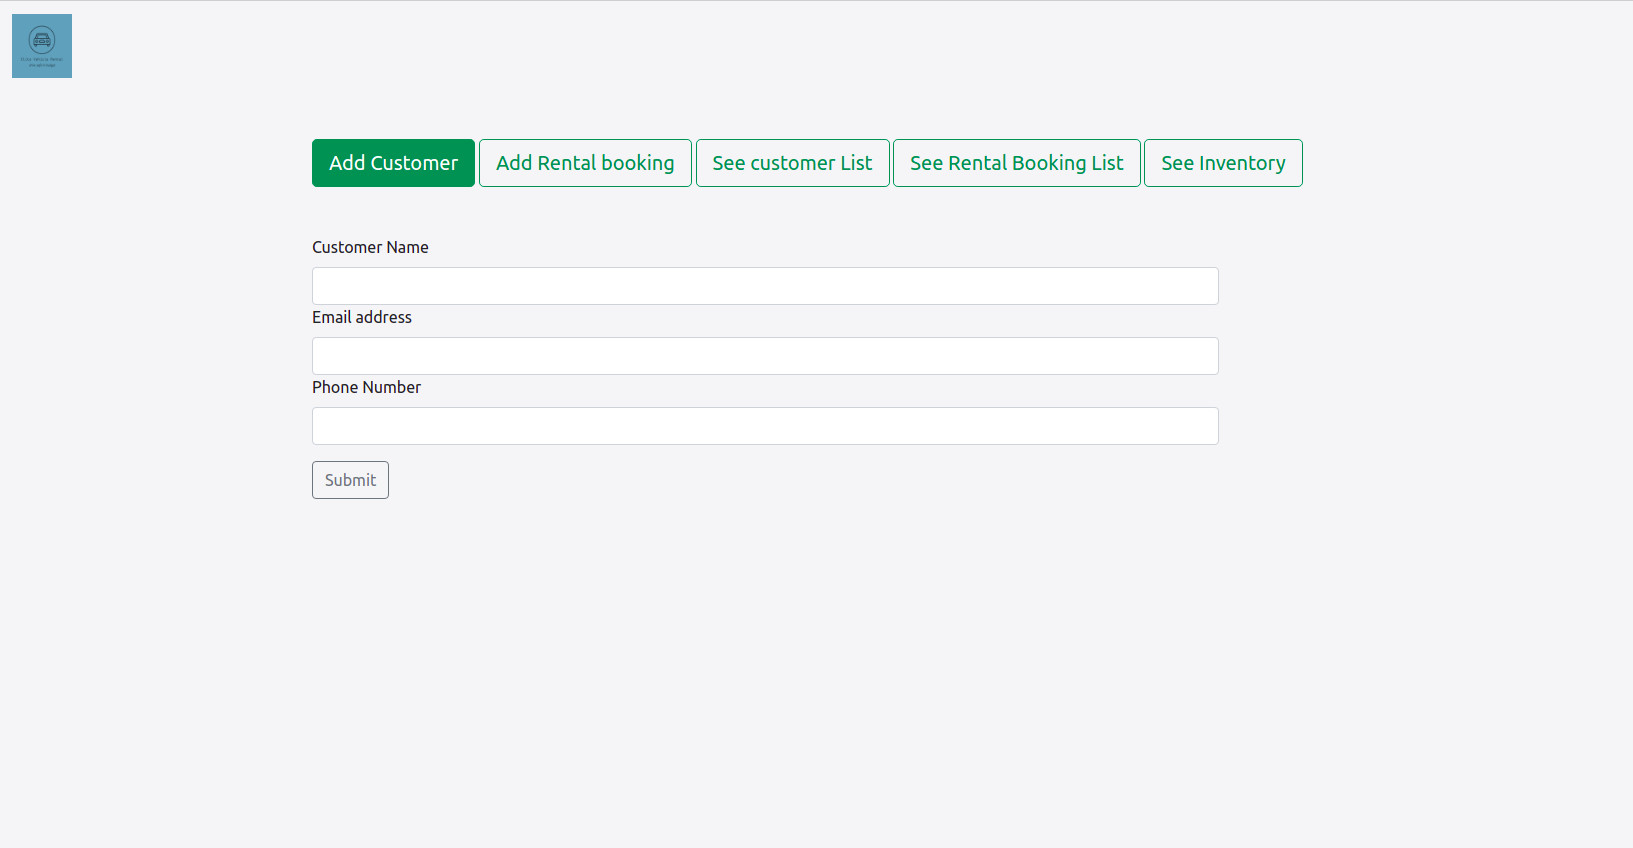 Add Customer
Add Rental booking
See customer List
See Rental Booking List
See Inventory
Customer Name
Email address
Phone Number
Submit